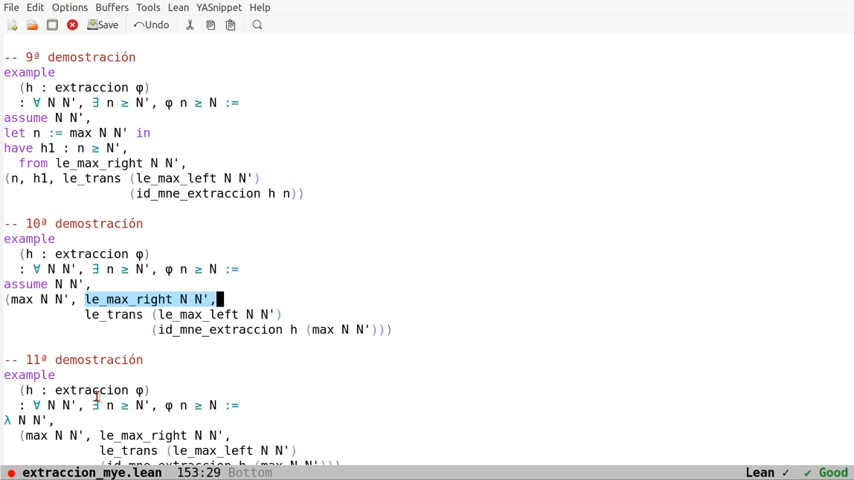 File Edit Options Buffers Tools Lean YASnippet Help
Save Undo
-- 9ª demostración
example
(h : extraccion φ)
: ∀ N N', ∃ n ≥ N', φ n ≥ N :=
assume N N',
let n := max N N' in
have h1 : n ≥ N',
from le_max_right N N',
⟨n, h1, le_trans (le_max_left N N')
(id_mne_extraccion h n)⟩
-- 10ª demostración
example
(h : extraccion φ)
: ∀ N N', ∃ n ≥ N', φ n ≥ N :=
assume N N',
⟨max N N', le_max_right N N',
le_trans (le_max_left N N')
(id_mne_extraccion h (max N N'))⟩
-- 11ª demostración
example
(h : extraccion φ)
: ∀ N N', ∃ n ≥ N', φ n ≥ N :=
λ N N',
⟨max N N', le_max_right N N',
le_trans (le_max_left N N')
(id_mne_extraccion h (max N N'))⟩
extraccion_mye.lean 153:29 Bottom Lean ✓ ✓ Good